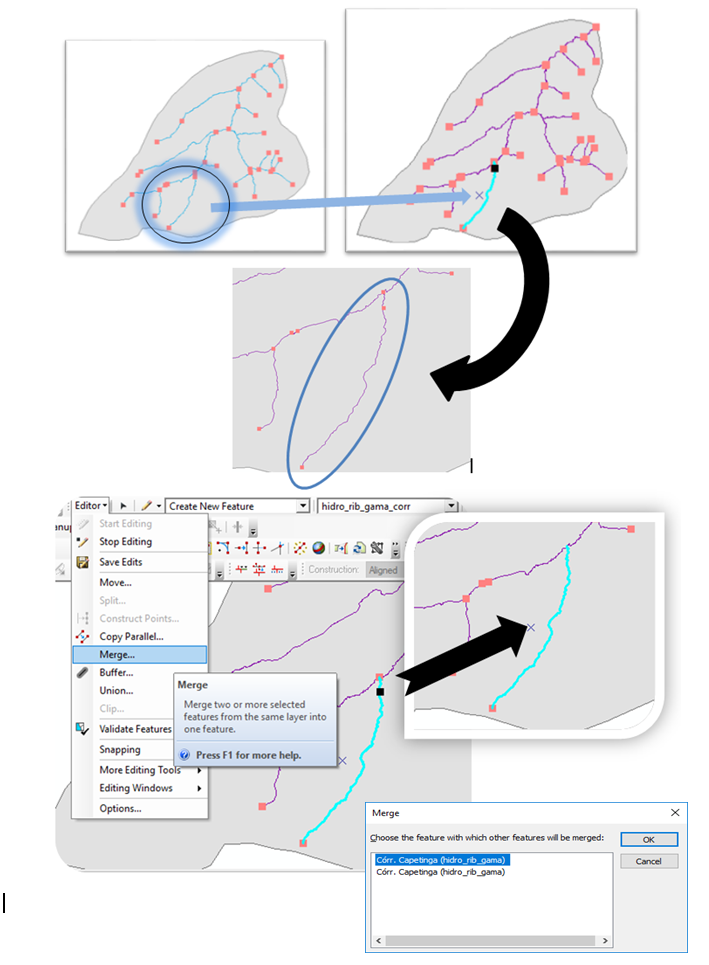 Editor
Create New Feature
hidro_rib_gama_corr
Start Editing
Stop Editing
Save Edits
Construction:
Aligned
Move...
Split...
Construct Points...
Copy Parallel...
Merge...
Buffer...
Union...
Clip...
Validate Features
Snapping
More Editing Tools
Editing Windows
Options...
Merge
Merge two or more selected
features from the same layer into
one feature.
Press F1 for more help.
Merge
Choose the feature with which other features will be merged:
OK
Córr. Capetinga (hidro_rib_gama)
Cancel
Córr. Capetinga (hidro_rib_gama)